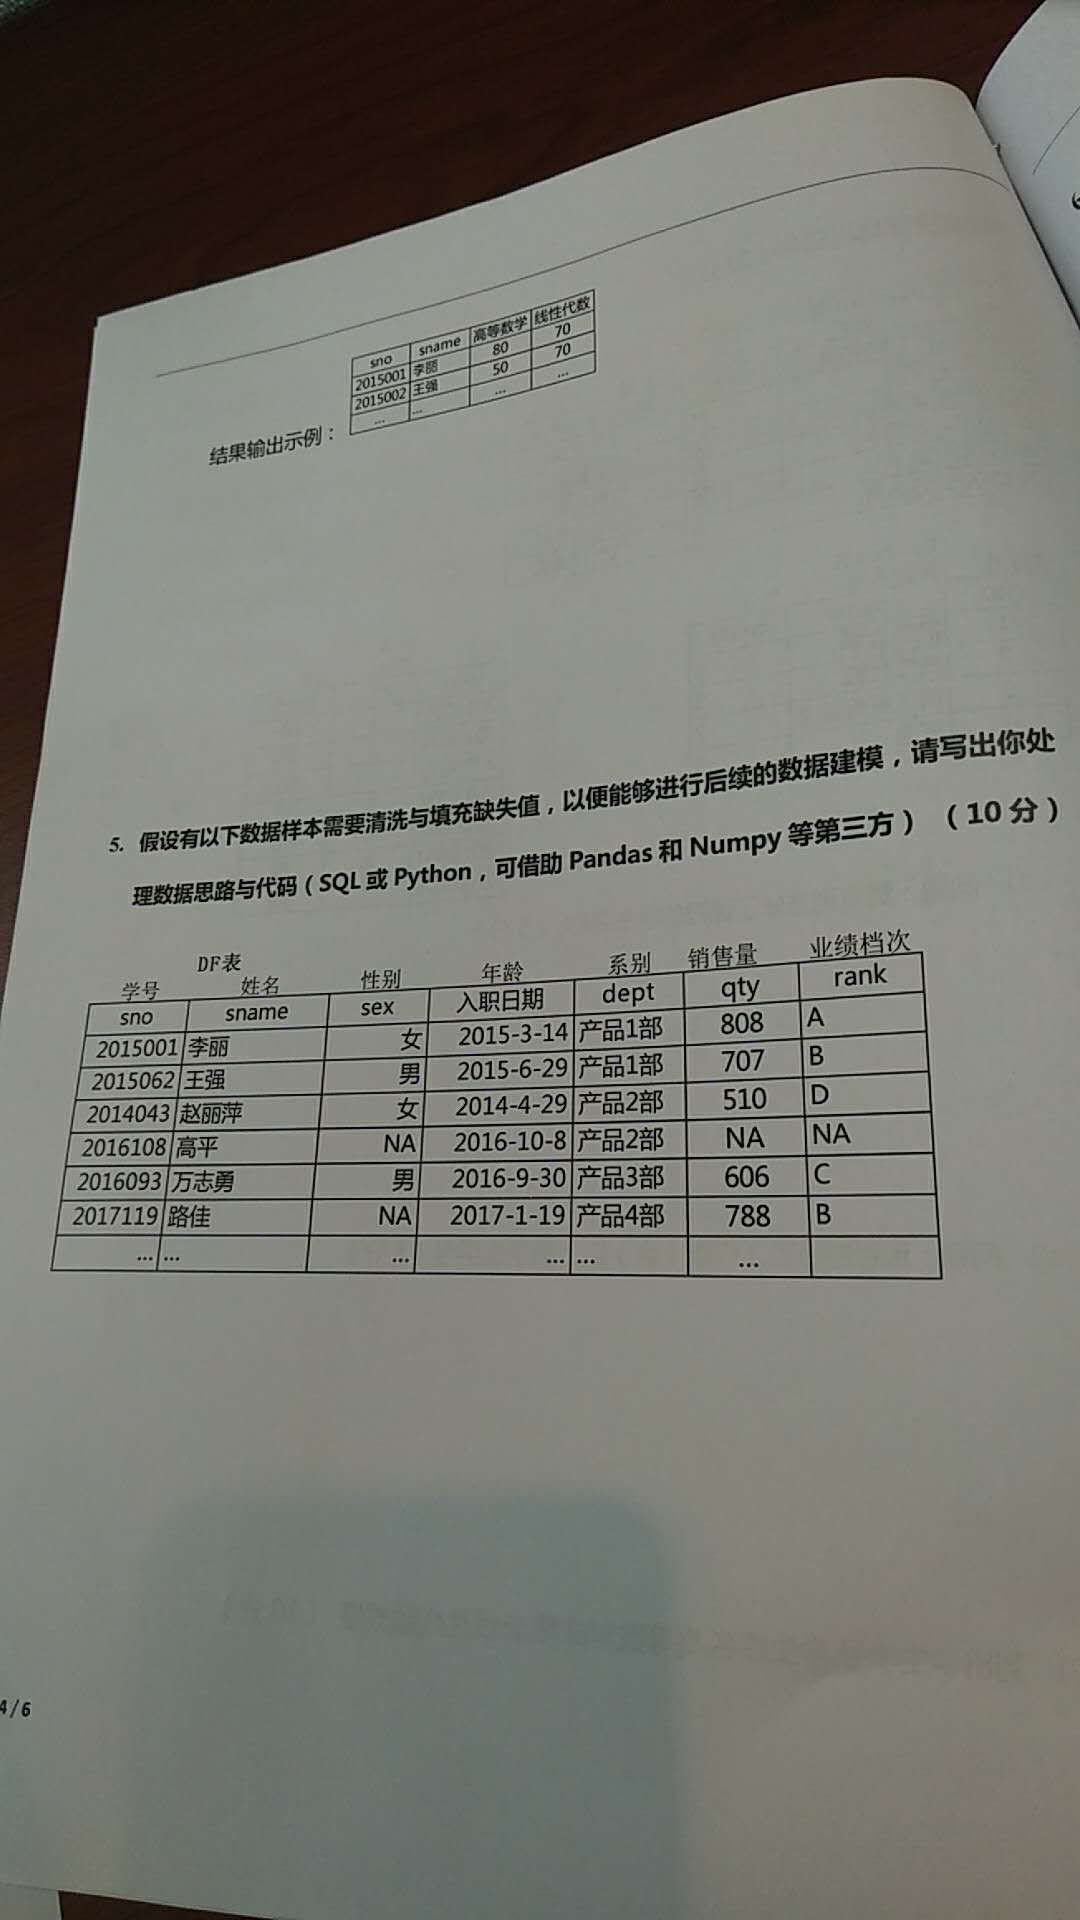 sno sname 高等数学 线性代数
2015001 李丽 80 70
2015002 王强 50 70
... ... ... ...
结果输出示例：
5. 假设有以下数据样本需要清洗与填充缺失值，以便能够进行后续的数据建模，请写出你处
理数据思路与代码（SQL 或 Python，可借助 Pandas 和 Numpy 等第三方）（10 分）
DF表
学号 姓名 性别 年龄 系别 销售量 业绩档次
sno sname sex 入职日期 dept qty rank
2015001 李丽 女 2015-3-14 产品1部 808 A
2015062 王强 男 2015-6-29 产品1部 707 B
2014043 赵丽萍 女 2014-4-29 产品2部 510 D
2016108 高平 NA 2016-10-8 产品2部 NA NA
2016093 万志勇 男 2016-9-30 产品3部 606 C
2017119 路佳 NA 2017-1-19 产品4部 788 B
... ... ... ... ... ...
4/6